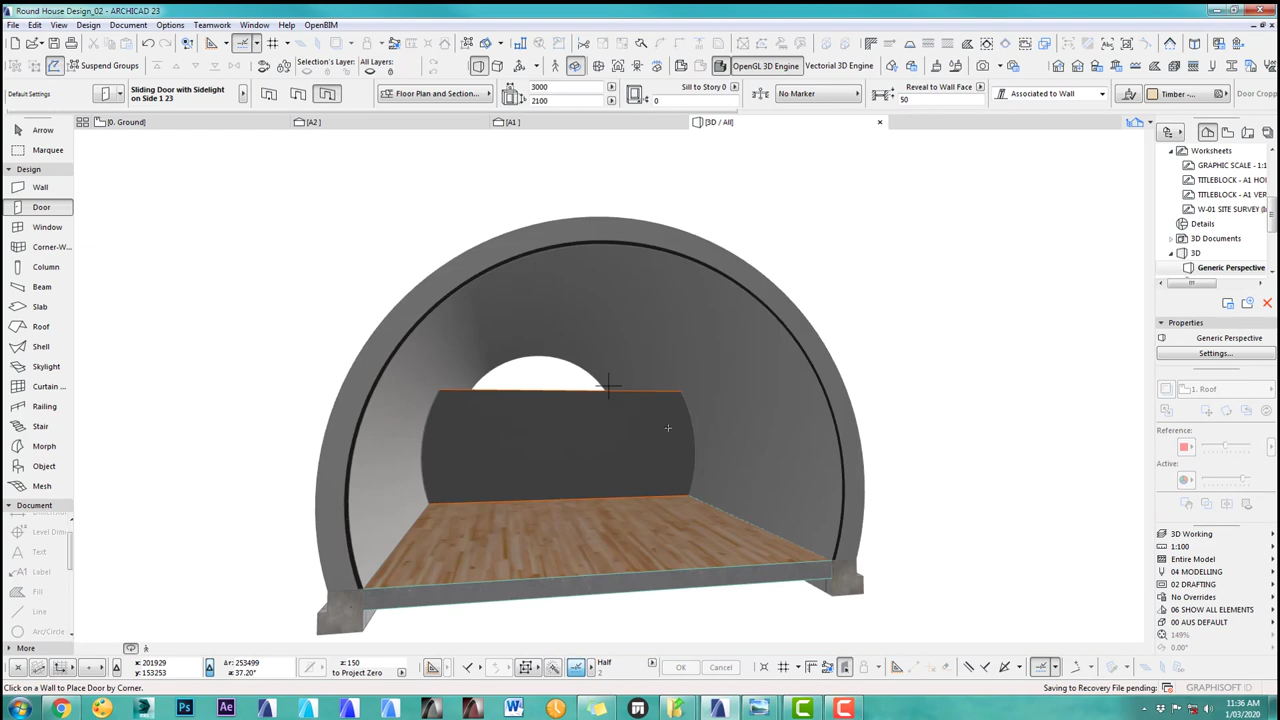 Round House Design_02 - ARCHICAD 23
File Edit View Design Document Options Teamwork Window Help OpenBIM
Suspend Groups
Selection's Layer:
All Layers:
OpenGL 3D Engine
Vectorial 3D Engine
Default Settings
Sliding Door with Sidelight on Side 1 23
Floor Plan and Section...
3000
2100
Sill to Story 0
0
No Marker
Reveal to Wall Face
50
Associated to Wall
Timber -...
Door Crop
[0. Ground]
[A2 ]
[A1 ]
[3D / All]
Arrow
Marquee
Design
Wall
Door
Window
Corner-W...
Column
Beam
Slab
Roof
Shell
Skylight
Curtain ...
Railing
Stair
Morph
Object
Mesh
Document
Level Dim
Text
Label
Fill
Line
Arc/Circle
More
Worksheets
GRAPHIC SCALE - 1:1
TITLEBLOCK - A1 HO
TITLEBLOCK - A1 VER
W-01 SITE SURVEY (I
Details
3D Documents
3D
Generic Perspective
Properties
Generic Perspective
Settings...
1. Roof
Reference:
Active:
3D Working
1:100
Entire Model
04 MODELLING
02 DRAFTING
No Overrides
06 SHOW ALL ELEMENTS
00 AUS DEFAULT
149%
0.00°
x: 201929
y: 153253
Δr: 253499
α: 37.20°
z: 150
to Project Zero
Half
2
OK
Cancel
Click on a Wall to Place Door by Corner.
Saving to Recovery File pending:
GRAPHISOFT ID
11:36 AM
1/03/2020